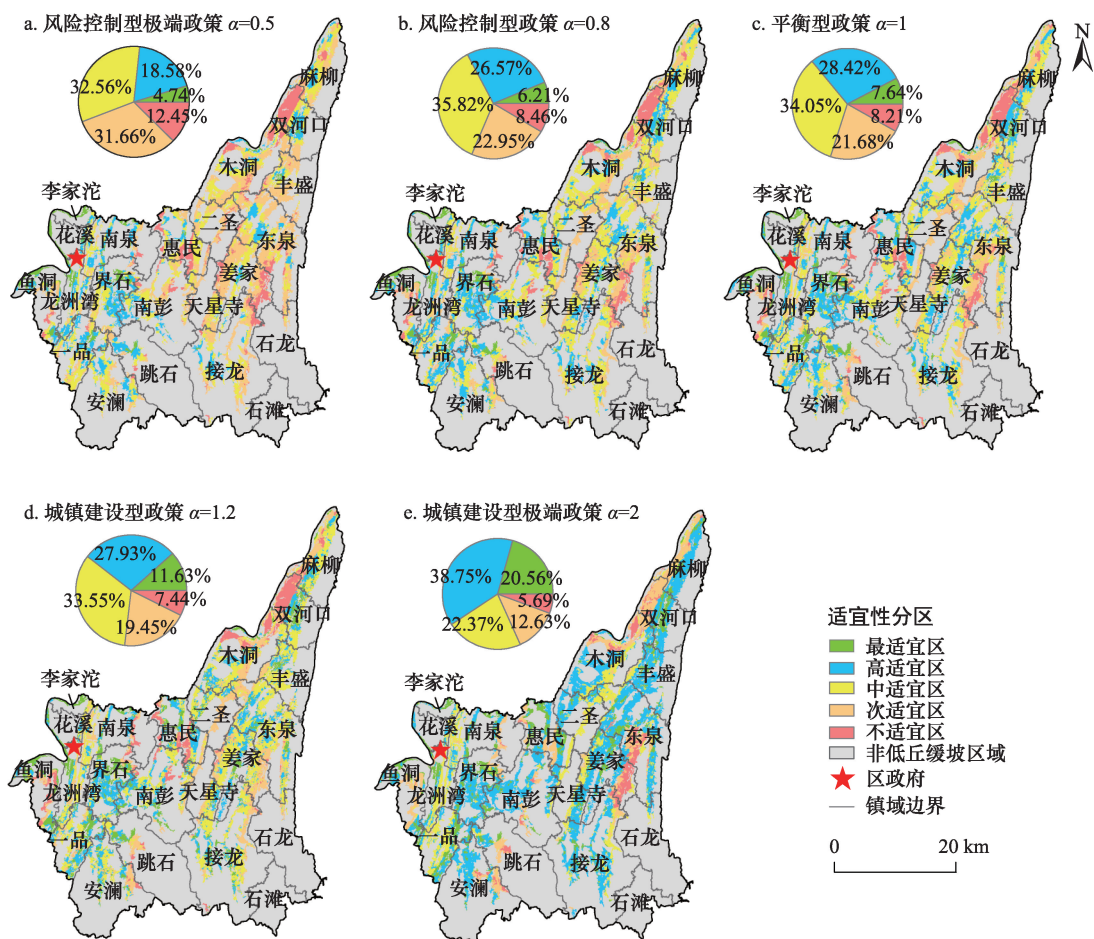 a. 风险控制型极端政策 α=0.5
32.56%
18.58%
4.74%
12.45%
31.66%
麻柳
双河口
木洞
丰盛
李家沱
花溪
南泉
二圣
惠民
东泉
鱼洞
界石
姜家
龙洲湾
南彭
天星寺
一品
石龙
跳石
接龙
安澜
石滩
b. 风险控制型政策 α=0.8
26.57%
35.82%
6.21%
8.46%
22.95%
麻柳
双河口
木洞
丰盛
李家沱
花溪
南泉
二圣
惠民
东泉
鱼洞
界石
姜家
龙洲湾
南彭
天星寺
一品
石龙
跳石
接龙
安澜
石滩
c. 平衡型政策 α=1
28.42%
34.05%
7.64%
8.21%
21.68%
麻柳
双河口
木洞
丰盛
李家沱
花溪
南泉
二圣
惠民
东泉
鱼洞
界石
姜家
龙洲湾
南彭
天星寺
一品
石龙
跳石
接龙
安澜
石滩
N
d. 城镇建设型政策 α=1.2
27.93%
11.63%
33.55%
7.44%
19.45%
麻柳
双河口
木洞
丰盛
李家沱
花溪
南泉
二圣
惠民
东泉
鱼洞
界石
姜家
龙洲湾
南彭
天星寺
一品
石龙
跳石
接龙
安澜
石滩
e. 城镇建设型极端政策 α=2
38.75%
20.56%
5.69%
22.37%
12.63%
麻柳
双河口
木洞
丰盛
李家沱
花溪
南泉
二圣
惠民
东泉
鱼洞
界石
姜家
龙洲湾
南彭
天星寺
一品
石龙
跳石
接龙
安澜
石滩
适宜性分区
最适宜区
高适宜区
中适宜区
次适宜区
不适宜区
非低丘缓坡区域
区政府
镇域边界
0 20 km